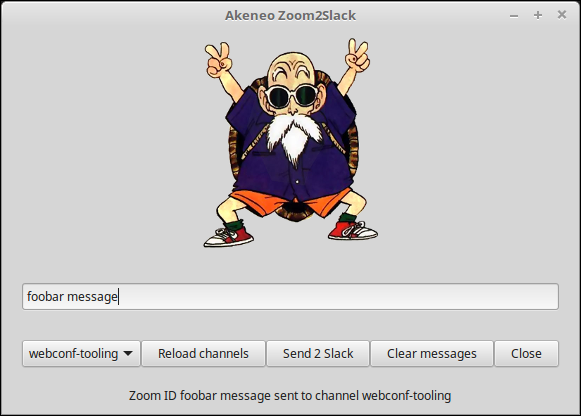 Akeneo Zoom2Slack
foobar message
webconf-tooling Reload channels Send 2 Slack Clear messages Close
Zoom ID foobar message sent to channel webconf-tooling